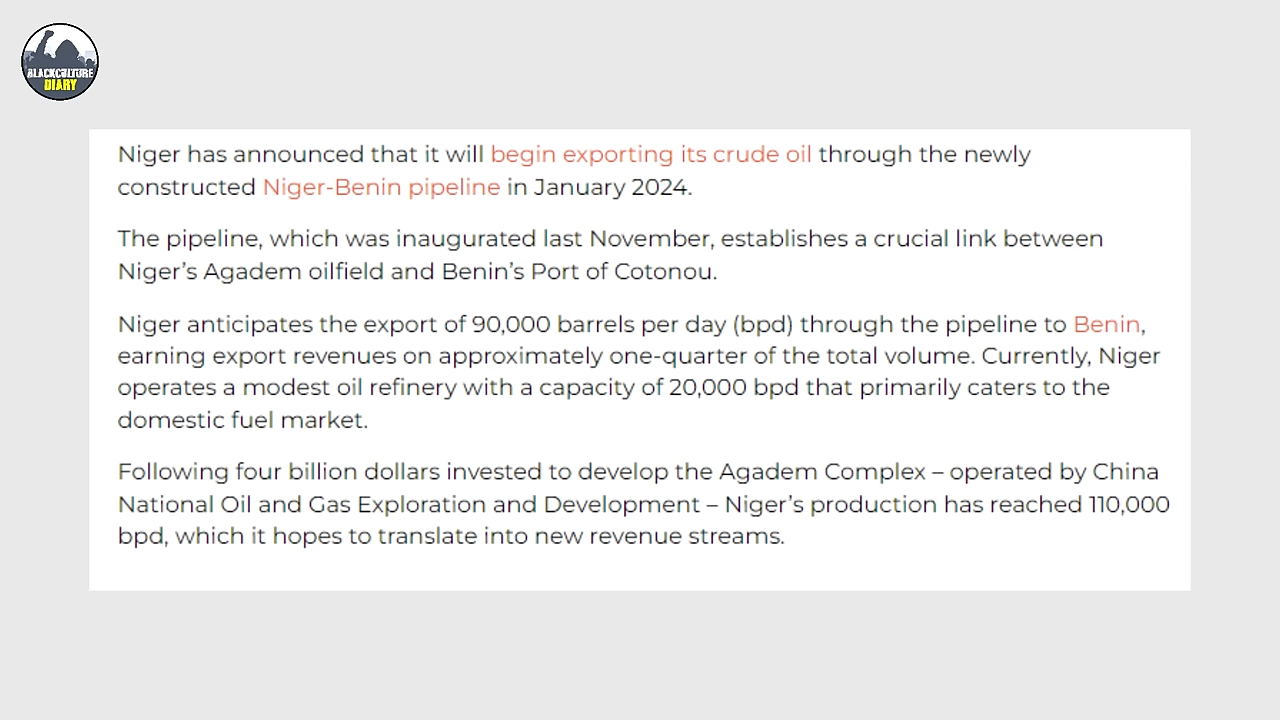 BLACKCULTURE
DIARY
Niger has announced that it will begin exporting its crude oil through the newly
constructed Niger-Benin pipeline in January 2024.
The pipeline, which was inaugurated last November, establishes a crucial link between
Niger’s Agadem oilfield and Benin’s Port of Cotonou.
Niger anticipates the export of 90,000 barrels per day (bpd) through the pipeline to Benin,
earning export revenues on approximately one-quarter of the total volume. Currently, Niger
operates a modest oil refinery with a capacity of 20,000 bpd that primarily caters to the
domestic fuel market.
Following four billion dollars invested to develop the Agadem Complex – operated by China
National Oil and Gas Exploration and Development – Niger’s production has reached 110,000
bpd, which it hopes to translate into new revenue streams.